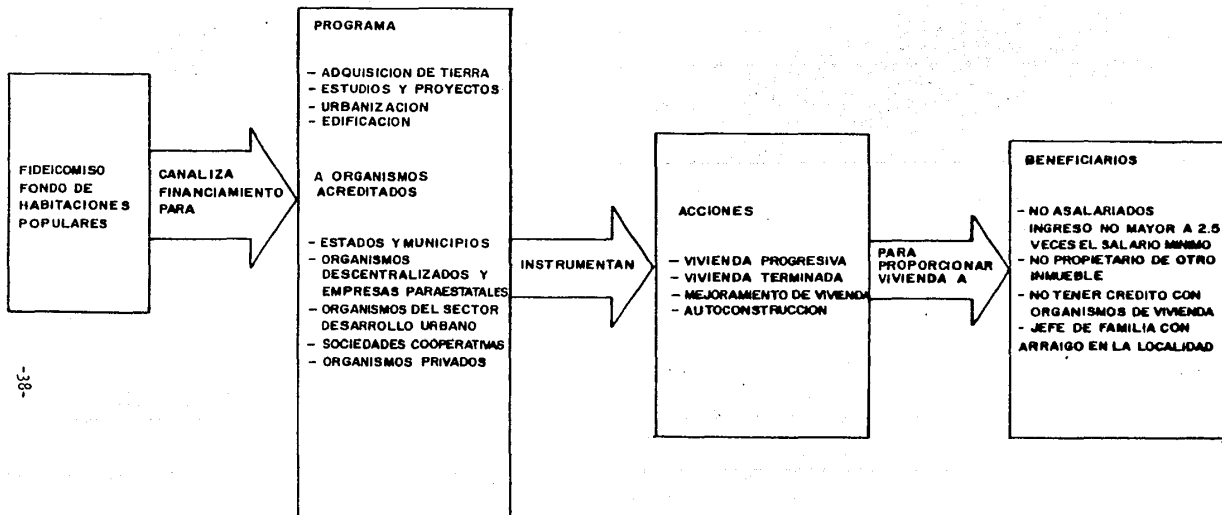 FIDEICOMISO
FONDO DE
HABITACIONES
POPULARES
CANALIZA
FINANCIAMIENTO
PARA
PROGRAMA
- ADQUISICION DE TIERRA
- ESTUDIOS Y PROYECTOS
- URBANIZACION
- EDIFICACION
A ORGANISMOS
ACREDITADOS
- ESTADOS Y MUNICIPIOS
- ORGANISMOS
DESCENTRALIZADOS Y
EMPRESAS PARAESTATALES
- ORGANISMOS DEL SECTOR
DESARROLLO URBANO
- SOCIEDADES COOPERATIVAS
- ORGANISMOS PRIVADOS
INSTRUMENTAN
ACCIONES
- VIVIENDA PROGRESIVA
- VIVIENDA TERMINADA
- MEJORAMIENTO DE VIVIENDA
- AUTOCONSTRUCCION
PARA
PROPORCIONAR
VIVIENDA A
BENEFICIARIOS
- NO ASALARIADOS
INGRESO NO MAYOR A 2.5
VECES EL SALARIO MINIMO
- NO PROPIETARIO DE OTRO
INMUEBLE
- NO TENER CREDITO CON
ORGANISMOS DE VIVIENDA
- JEFE DE FAMILIA CON
ARRAIGO EN LA LOCALIDAD
-38-